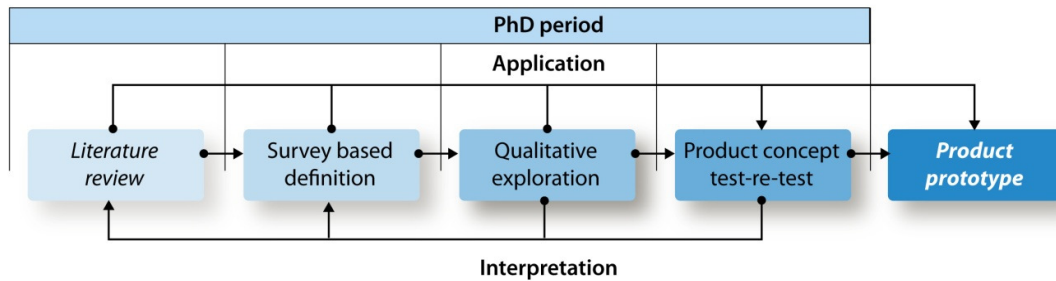 PhD period
Application
Literature
review
Survey based
definition
Qualitative
exploration
Product concept
test-re-test
Product
prototype
Interpretation